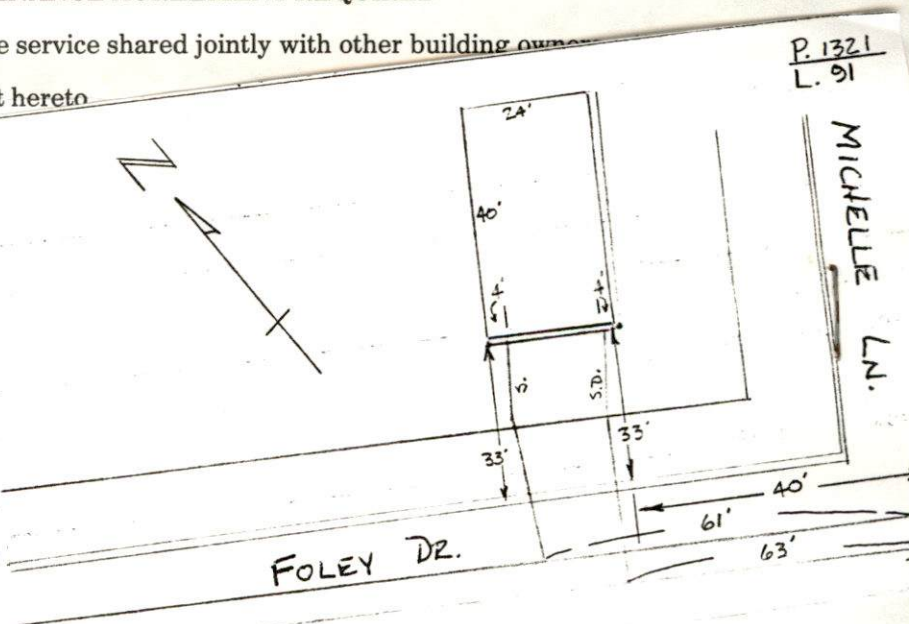 e service shared jointly with other building
t hereto
P. 1321
L. 91
24'
MICHELLE LN.
40'
4'
4'
S.
S.D.
33'
33'
40'
61'
63'
FOLEY DR.